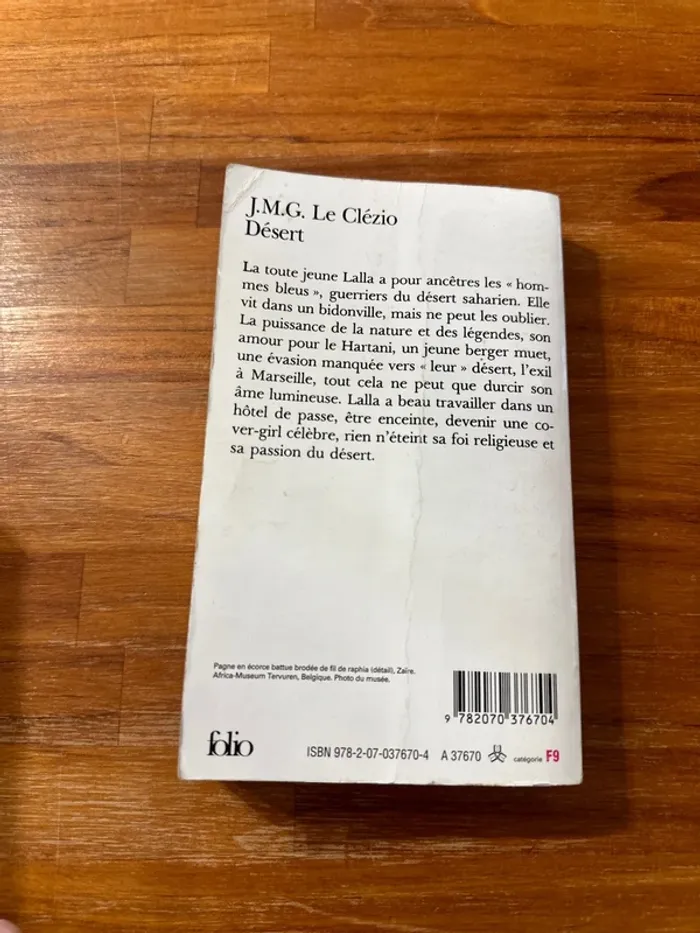 J.M.G. Le Clézio
Désert
La toute jeune Lalla a pour ancêtres les « hom-
mes bleus », guerriers du désert saharien. Elle
vit dans un bidonville, mais ne peut les oublier.
La puissance de la nature et des légendes, son
amour pour le Hartani, un jeune berger muet,
une évasion manquée vers « leur » désert, l'exil
à Marseille, tout cela ne peut que durcir son
âme lumineuse. Lalla a beau travailler dans un
hôtel de passe, être enceinte, devenir une co-
ver-girl célèbre, rien n'éteint sa foi religieuse et
sa passion du désert.
Pagne en écorce battue brodée de fil de raphia (détail), Zaïre.
Africa-Museum Tervuren, Belgique. Photo du musée.
9 782070 376704
folio
ISBN 978-2-07-037670-4 A 37670 catégorie F9